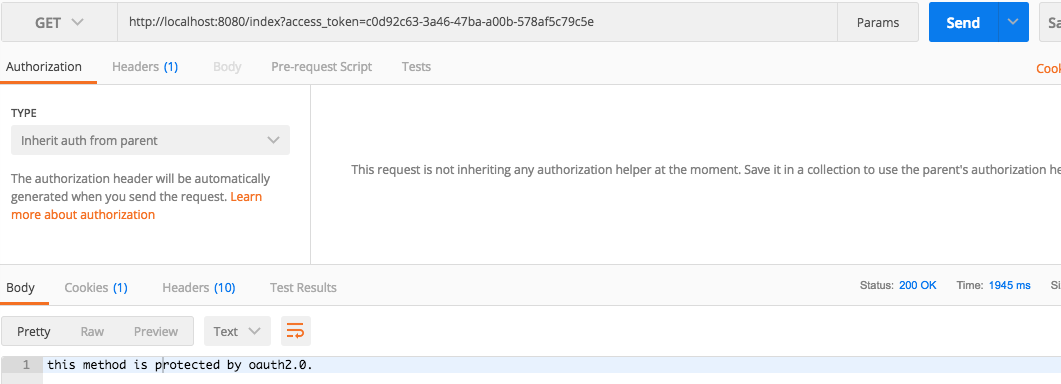 GET http://localhost:8080/index?access_token=c0d92c63-3a46-47ba-a00b-578af5c79c5e Params Send Sa
Authorization Headers (1) Body Pre-request Script Tests Cook
TYPE
Inherit auth from parent
The authorization header will be automatically
generated when you send the request. Learn
more about authorization
This request is not inheriting any authorization helper at the moment. Save it in a collection to use the parent's authorization he
Body Cookies (1) Headers (10) Test Results Status: 200 OK Time: 1945 ms Si
Pretty Raw Preview Text
1 this method is protected by oauth2.0.